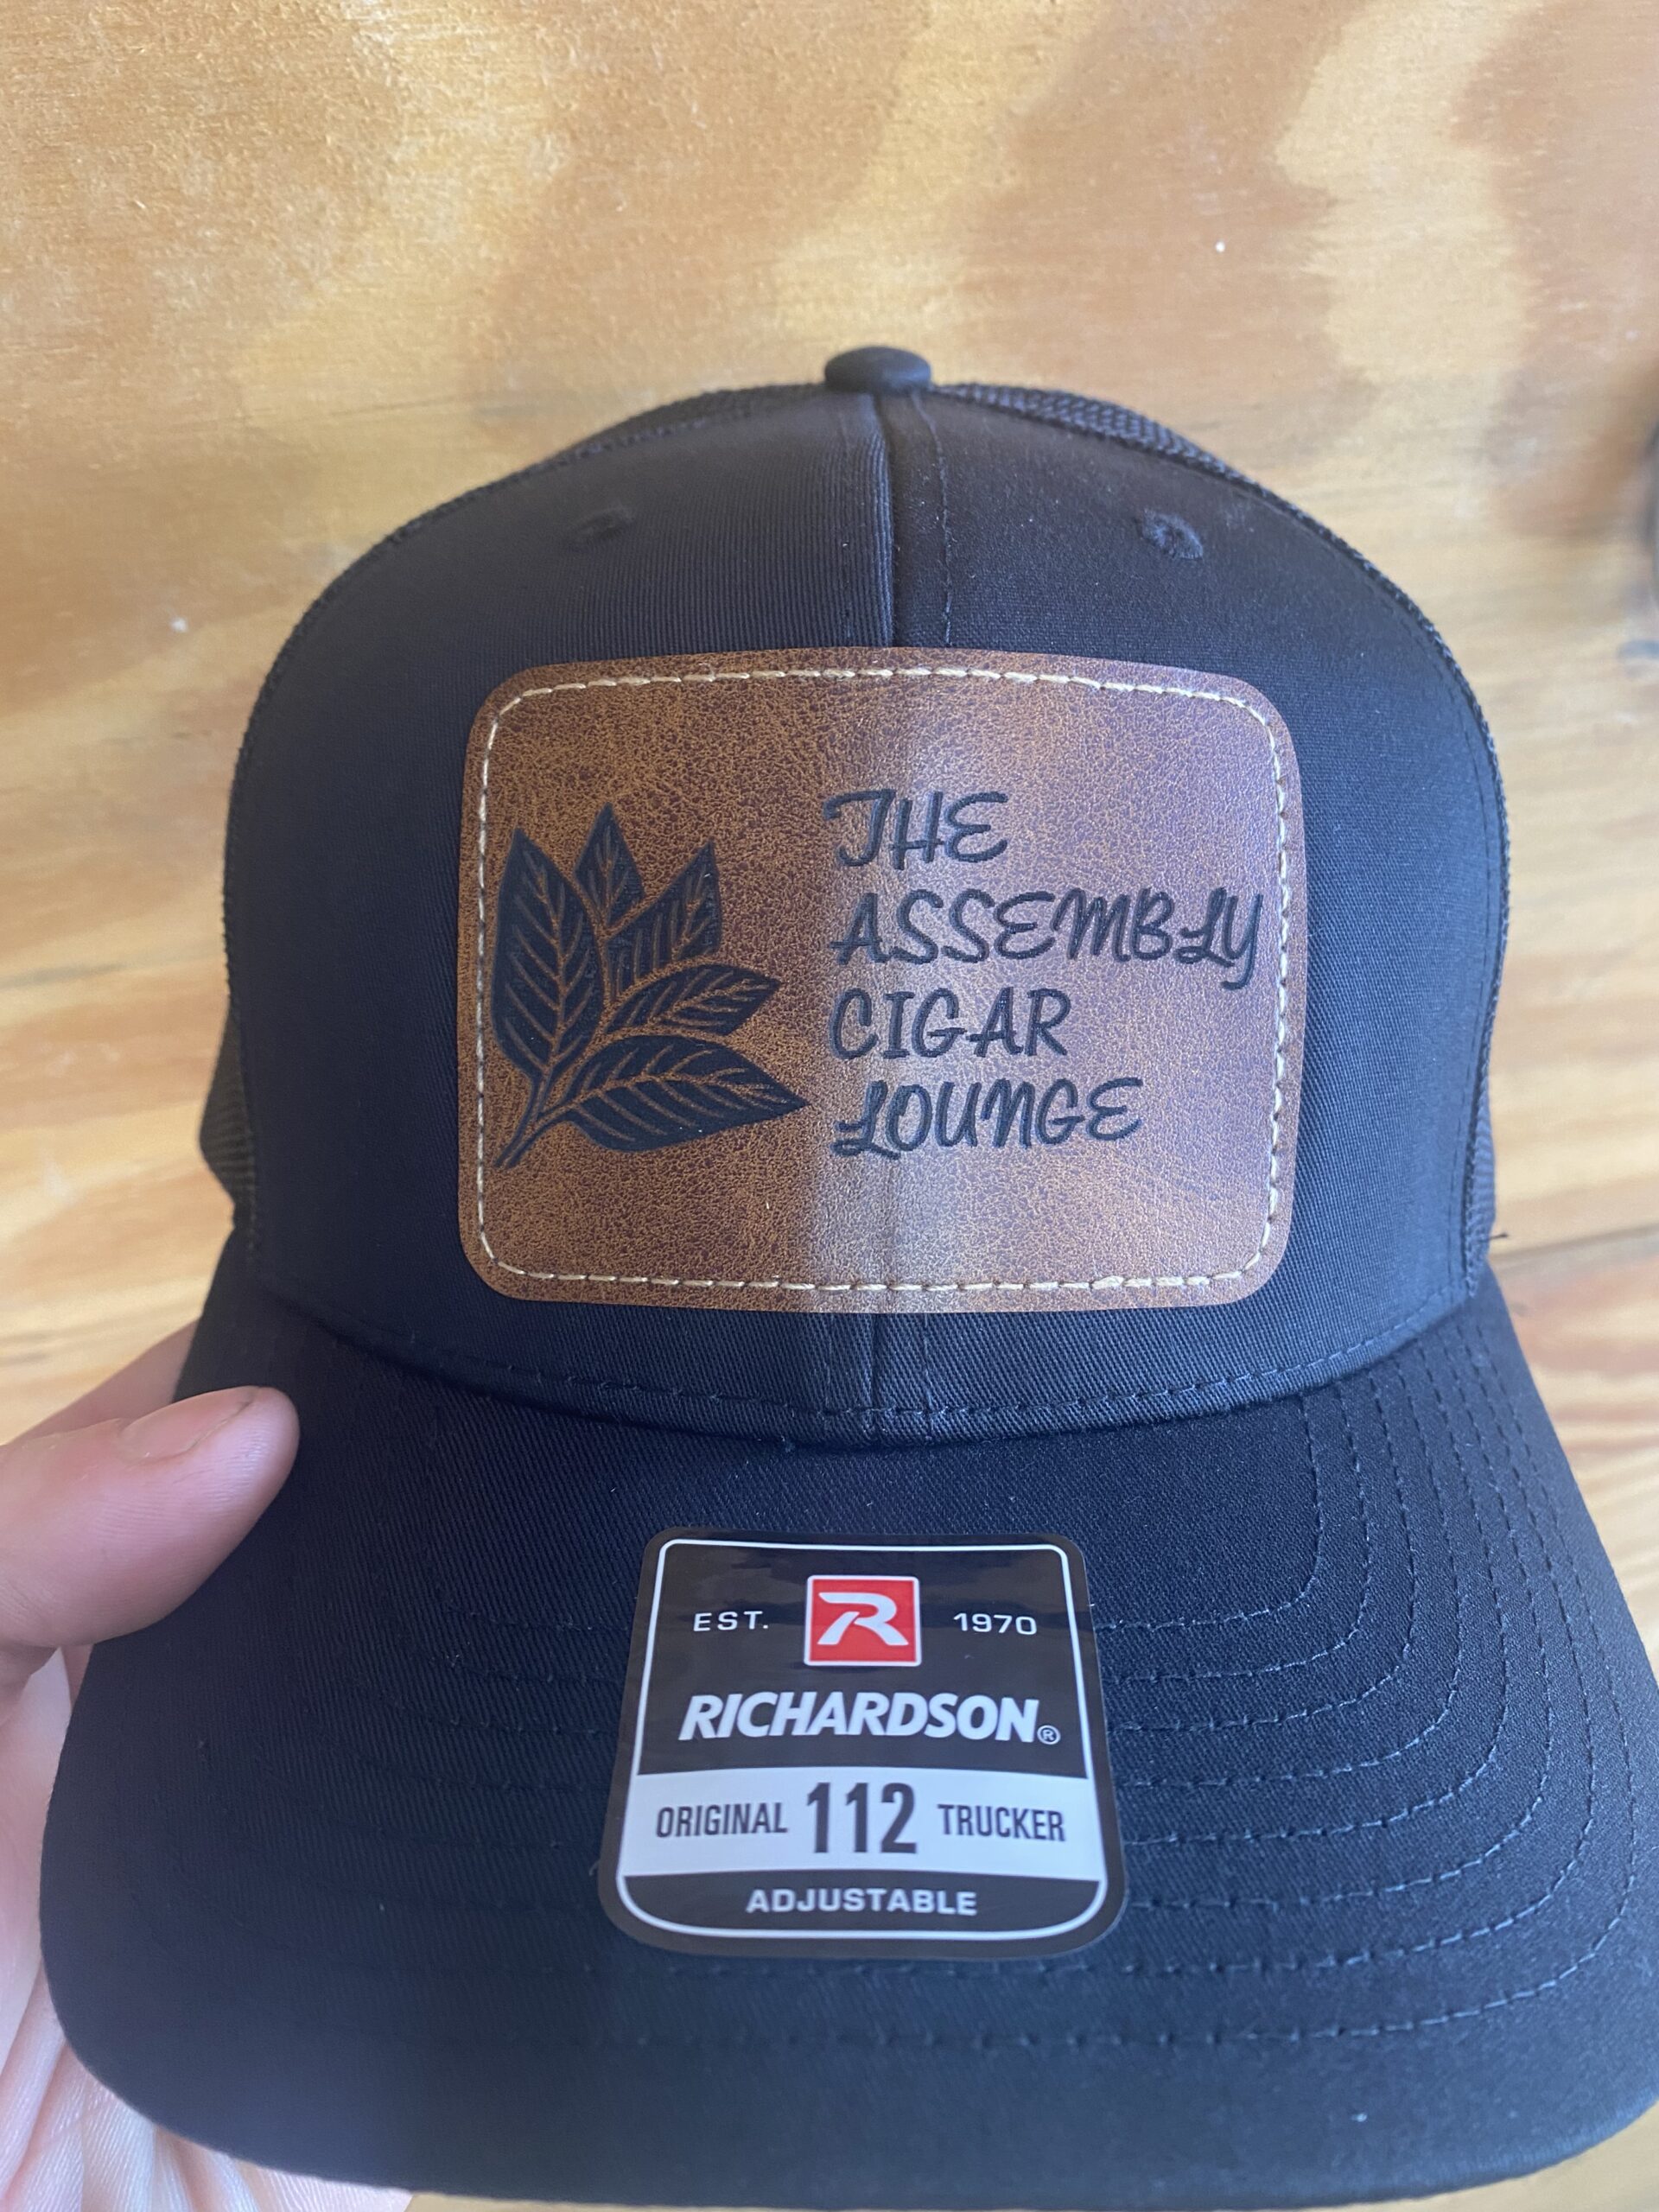 THE
ASSEMBLY
CIGAR
LOUNGE
EST. R 1970
RICHARDSON®
ORIGINAL 112 TRUCKER
ADJUSTABLE